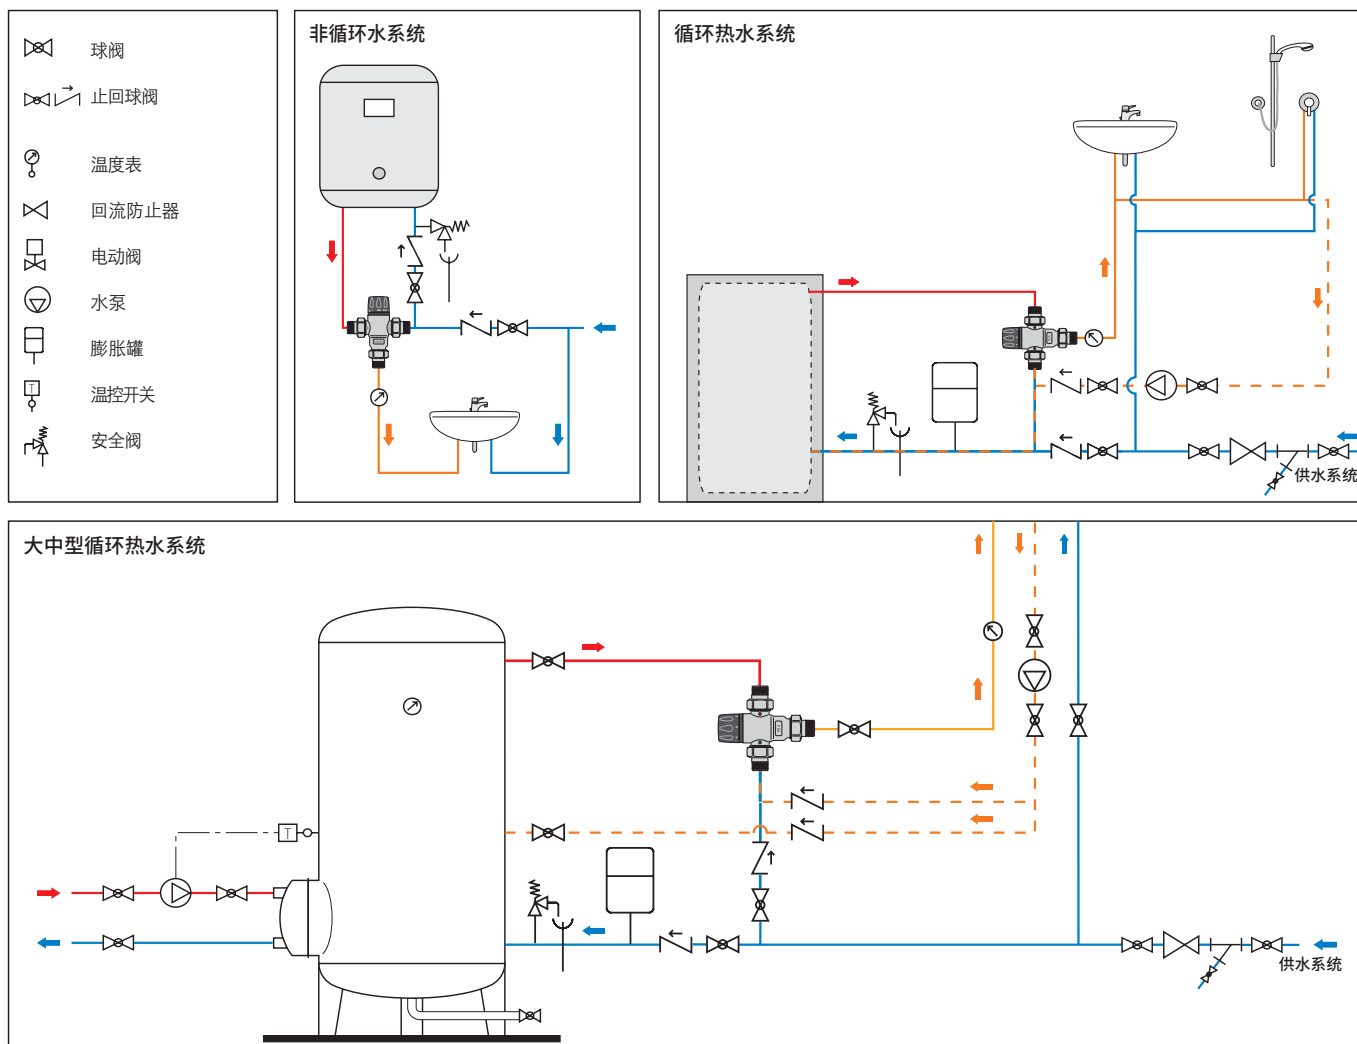 球阀
止回球阀
温度表
回流防止器
电动阀
水泵
膨胀罐
T
温控开关
安全阀
非循环水系统
循环热水系统
供水系统
大中型循环热水系统
T
供水系统